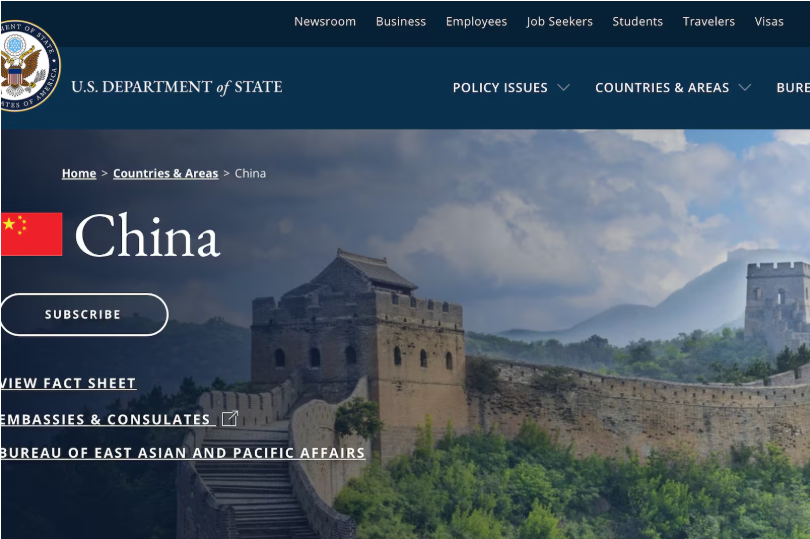 Newsroom Business Employees Job Seekers Students Travelers Visas
U.S. DEPARTMENT of STATE
POLICY ISSUES COUNTRIES & AREAS BURE
Home > Countries & Areas > China
China
SUBSCRIBE
VIEW FACT SHEET
EMBASSIES & CONSULATES
BUREAU OF EAST ASIAN AND PACIFIC AFFAIRS